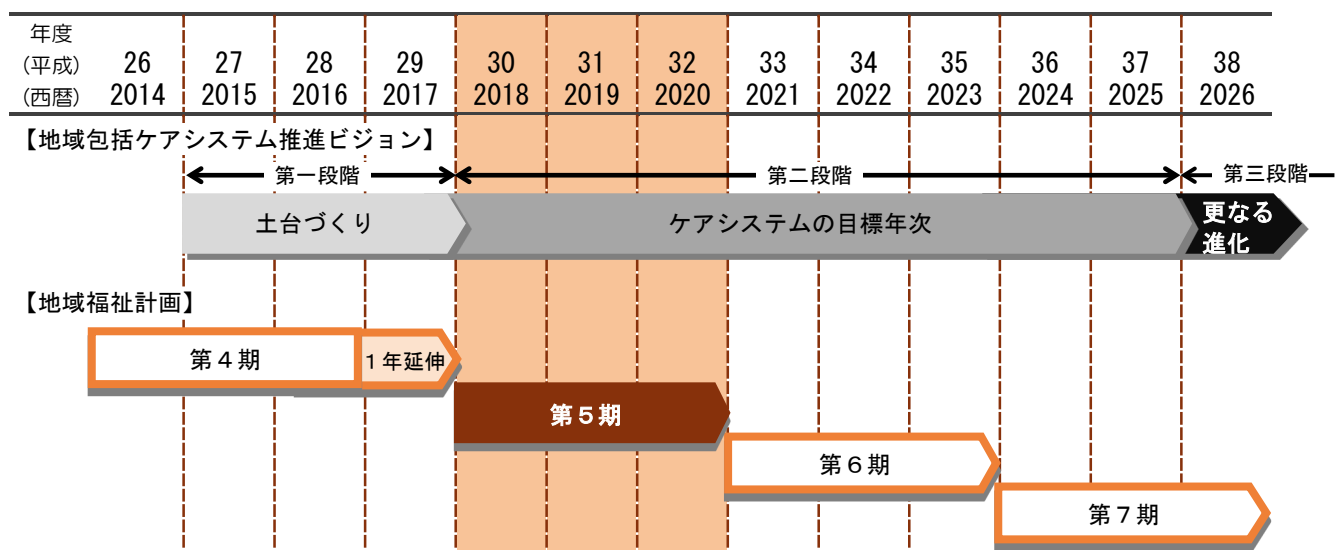 年度
(平成) 26 27 28 29 30 31 32 33 34 35 36 37 38
(西暦) 2014 2015 2016 2017 2018 2019 2020 2021 2022 2023 2024 2025 2026
【地域包括ケアシステム推進ビジョン】
第一段階 第二段階 第三段階
土台づくり ケアシステムの目標年次 更なる
進化
【地域福祉計画】
第４期 １年延伸
第５期
第６期
第７期